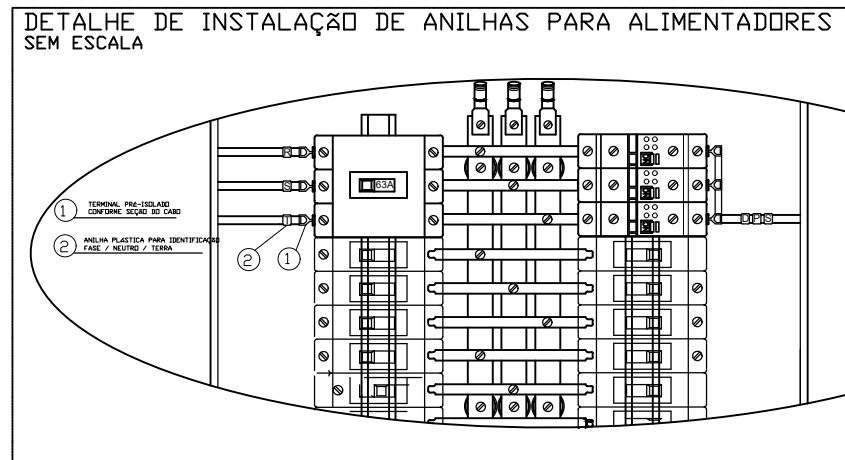 DETALHE DE INSTALAÇÃO DE ANILHAS PARA ALIMENTADORES
SEM ESCALA
R
S
T
63A
DPS
1 TERMINAL PRé-ISOLADO
CONFORME SEÇÃO DO CABO
2 ANILHA PLÁSTICA PARA IDENTIFICAÇÃO
FASE / NEUTRO / TERRA
2 1